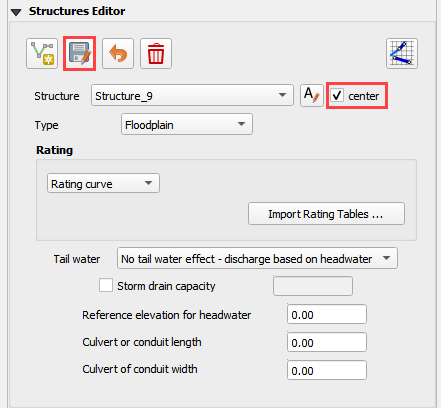 Structures Editor
Structure Structure_9 A center
Type Floodplain
Rating
Rating curve
Import Rating Tables ...
Tail water No tail water effect - discharge based on headwater
Storm drain capacity
Reference elevation for headwater 0.00
Culvert or conduit length 0.00
Culvert of conduit width 0.00